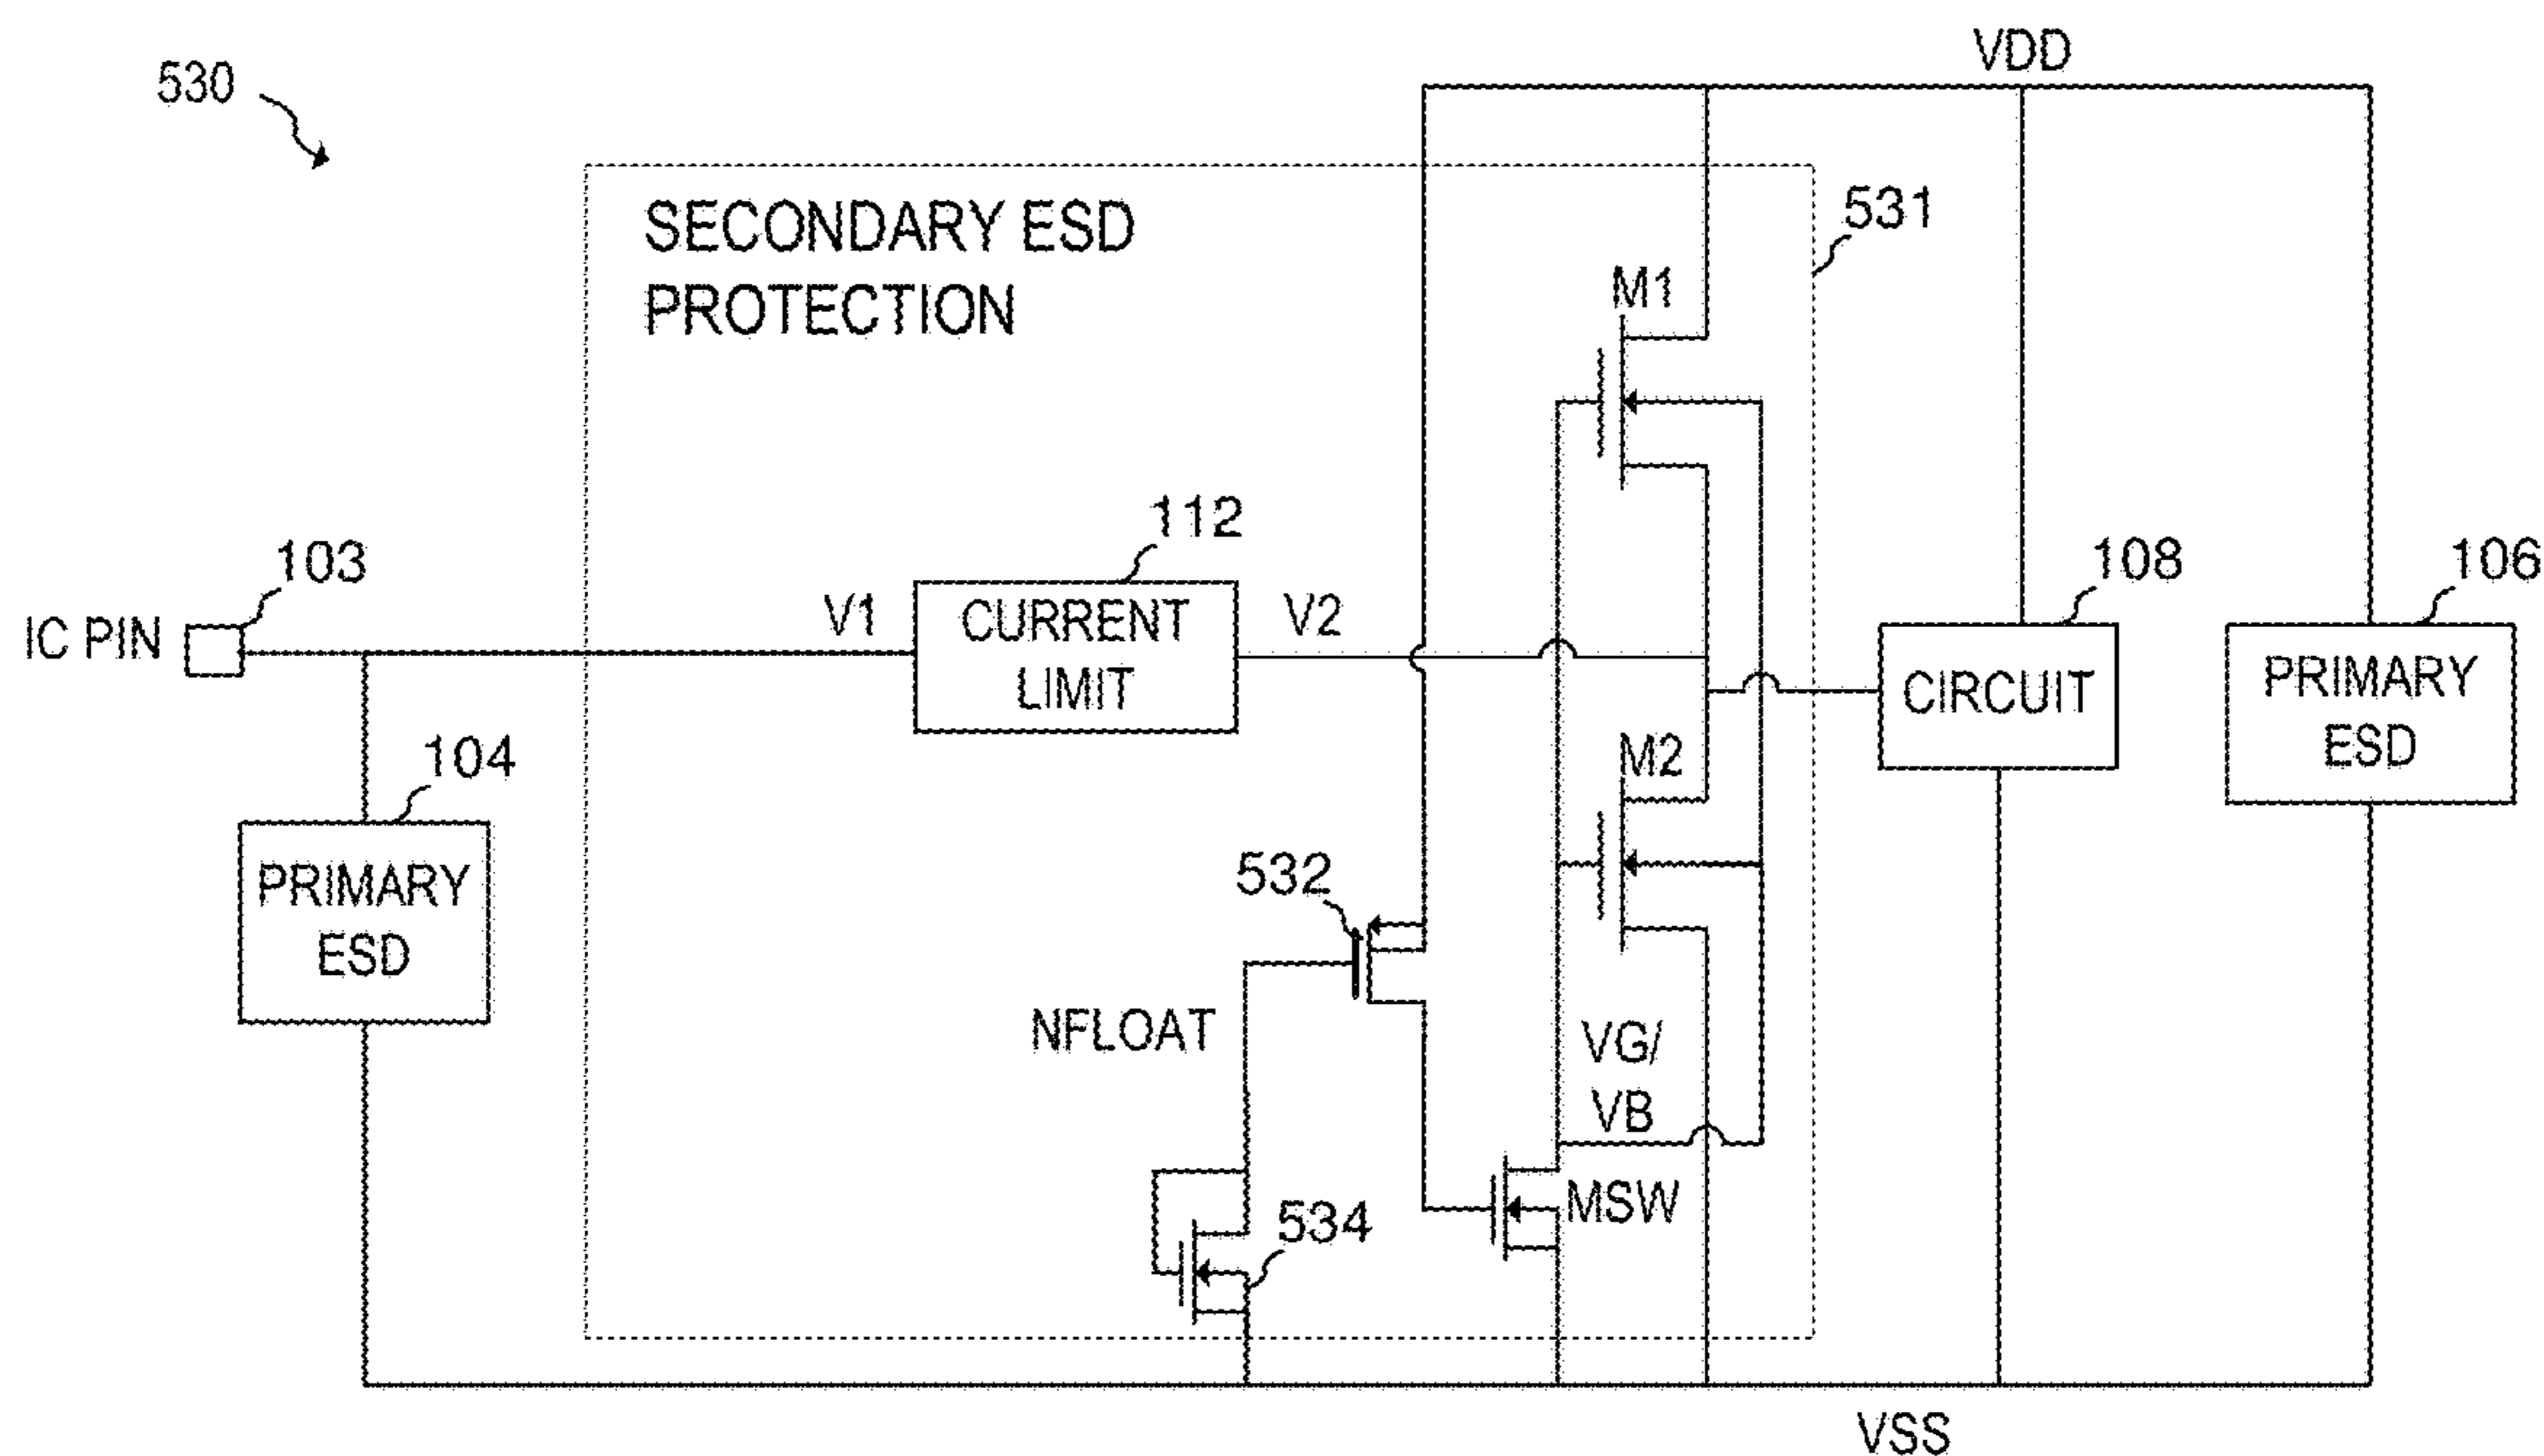 530
VDD
SECONDARY ESD
PROTECTION
531
M1
112
103
108
106
IC PIN
V1
CURRENT
LIMIT
V2
CIRCUIT
PRIMARY
ESD
104
M2
PRIMARY
ESD
532
NFLOAT
VG/
VB
MSW
534
VSS